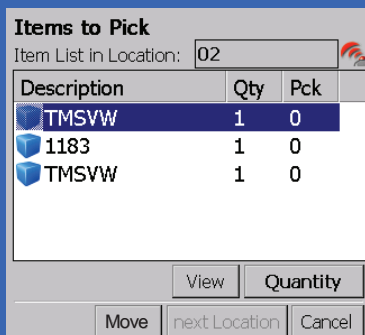 Items to Pick
Item List in Location: 02
Description Qty Pck
TMSVW 1 0
1183 1 0
TMSVW 1 0
View Quantity
Move next Location Cancel